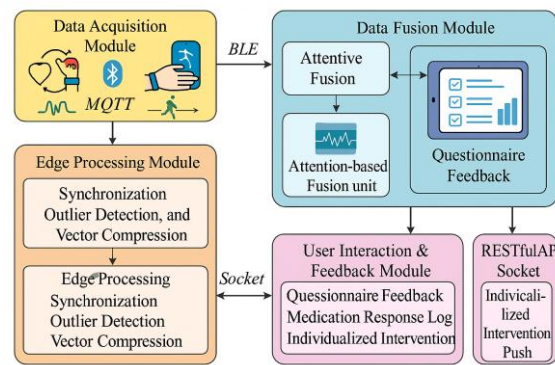 Data Acquisition
Module
MQTT
BLE
Data Fusion Module
Attentive
Fusion
Attention-based
Fusion unit
Questionnaire
Feedback
Edge Processing Module
Synchronization
Outlier Detection, and
Vector Compression
Edge Processing
Synchronization
Outlier Detection
Vector Compression
Socket
User Interaction &
Feedback Module
Quessionnaire Feedback
Medication Response Log
Individualized Intervention
RESTfulAP
Socket
Indivicali-
lized
Intervention
Push